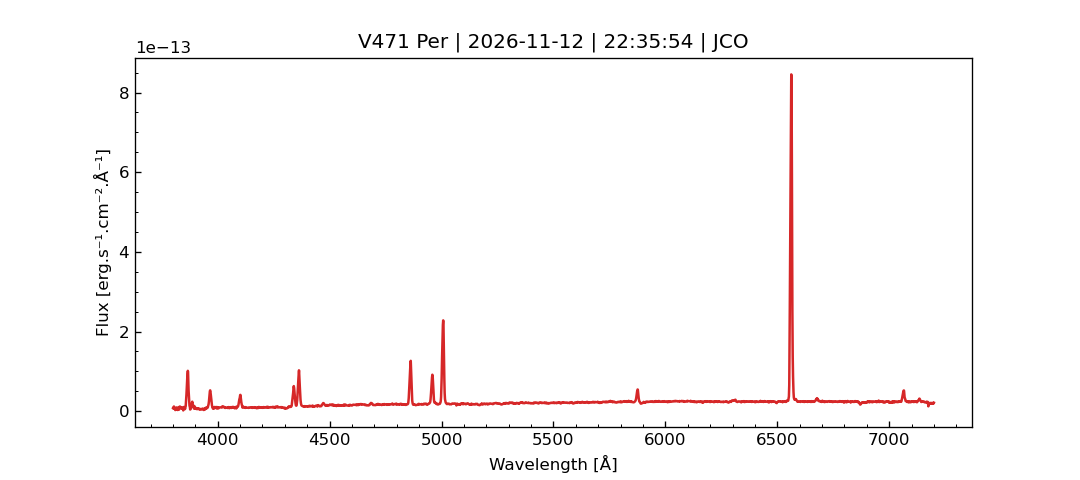 V471 Per | 2026-11-12 | 22:35:54 | JCO
1e−13
8
6
4
2
0
Flux [erg.s⁻¹.cm⁻².Å⁻¹]
4000 4500 5000 5500 6000 6500 7000
Wavelength [Å]